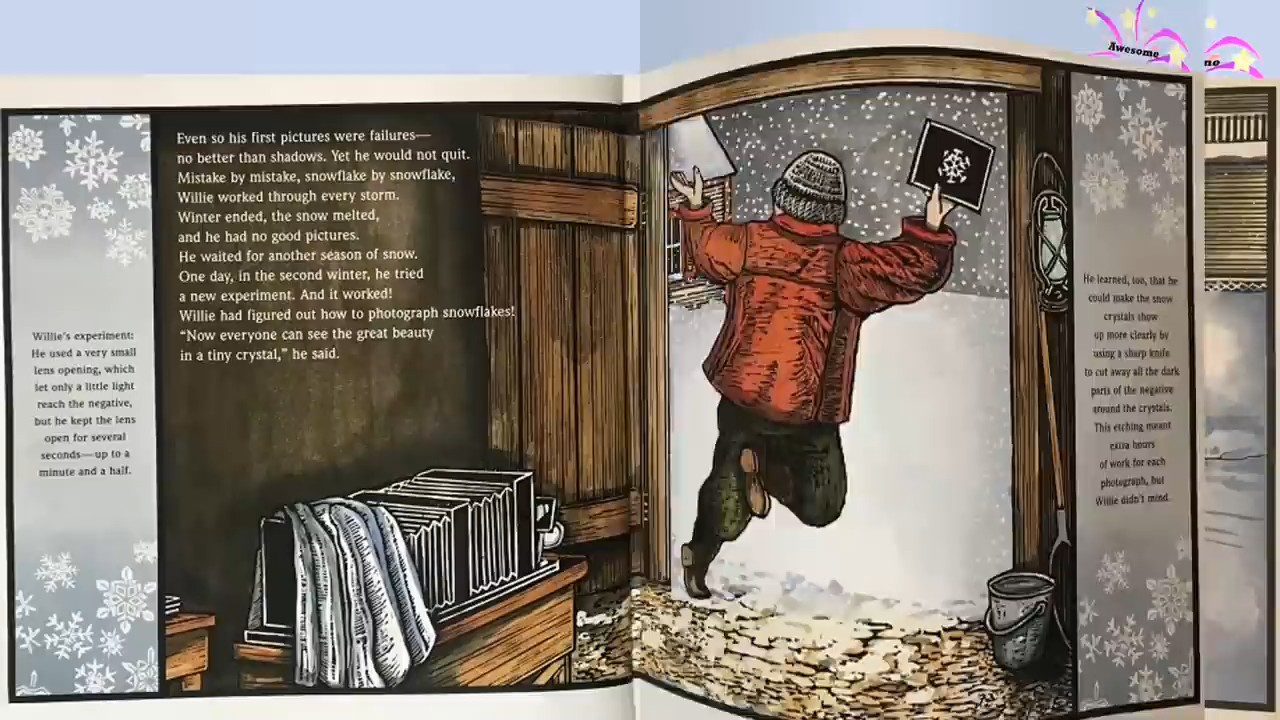 Even so his first pictures were failures—
no better than shadows. Yet he would not quit.
Mistake by mistake, snowflake by snowflake,
Willie worked through every storm.
Winter ended, the snow melted,
and he had no good pictures.
He waited for another season of snow.
One day, in the second winter, he tried
a new experiment. And it worked!
Willie had figured out how to photograph snowflakes!
“Now everyone can see the great beauty
in a tiny crystal,” he said.
Willie’s experiment:
He used a very small
lens opening, which
let only a little light
reach the negative,
but he kept the lens
open for several
seconds—up to a
minute and a half.
He learned, too, that he
could make the snow
crystals show
up more clearly by
using a sharp knife
to cut away all the dark
parts of the negative
around the crystals.
This etching meant
extra hours
of work for each
photograph, but
Willie didn’t mind.
Awesome
no